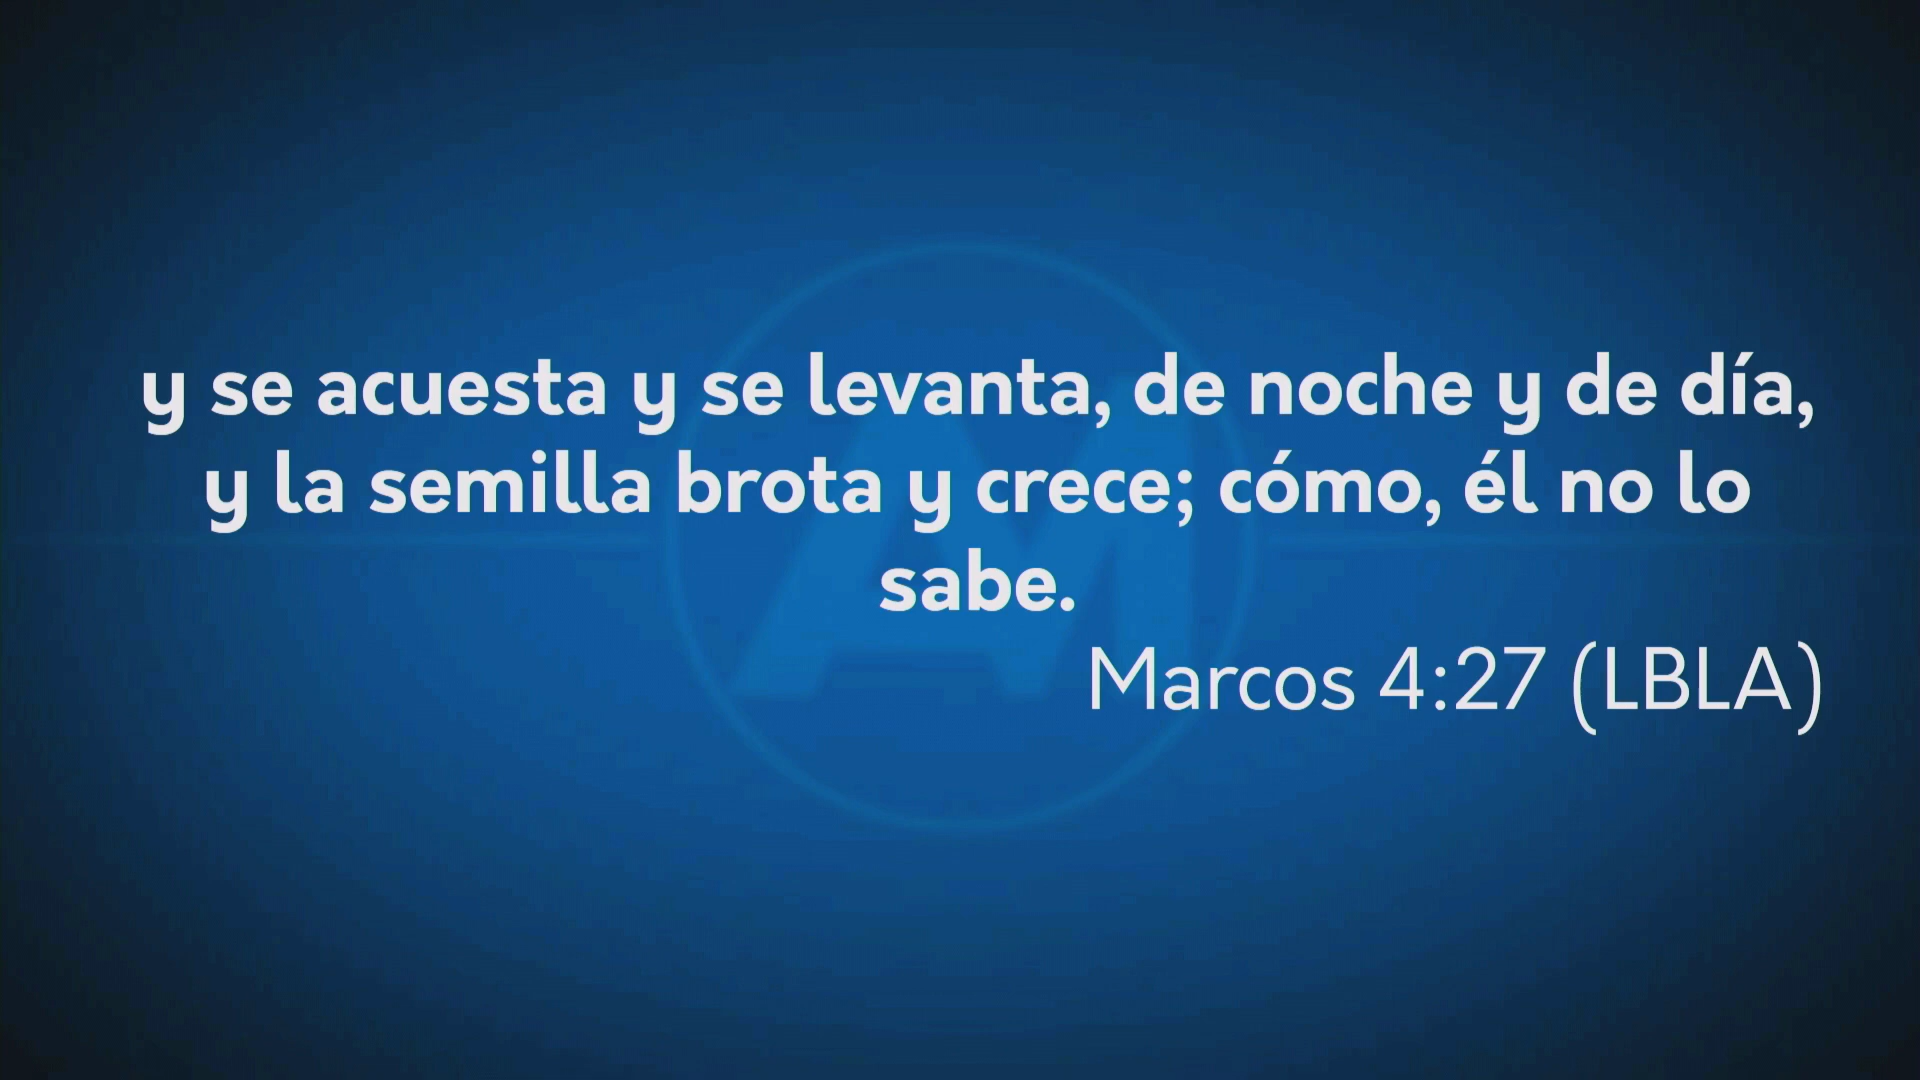 y se acuesta y se levanta, de noche y de día,
y la semilla brota y crece; cómo, él no lo
sabe.
Marcos 4:27 (LBLA)
AM